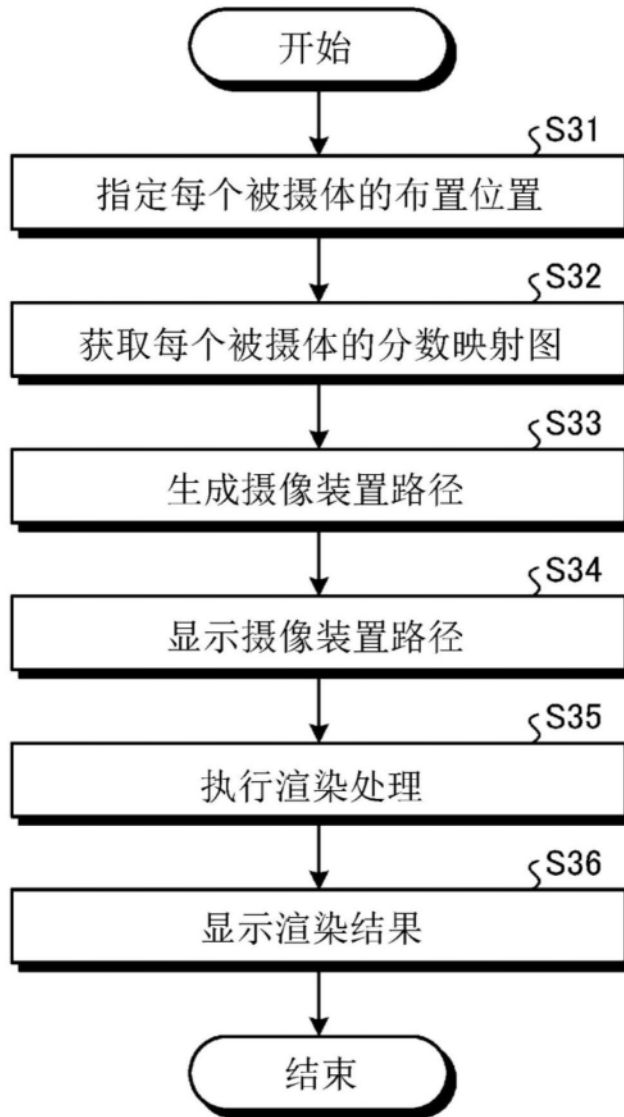 开始
S31
指定每个被摄体的布置位置
S32
获取每个被摄体的分数映射图
S33
生成摄像装置路径
S34
显示摄像装置路径
S35
执行渲染处理
S36
显示渲染结果
结束